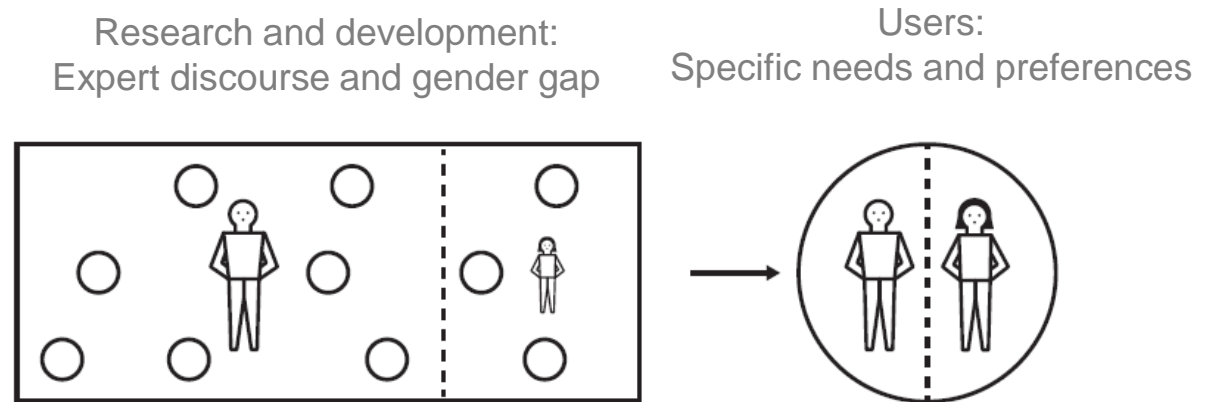 Research and development:
Expert discourse and gender gap
Users:
Specific needs and preferences